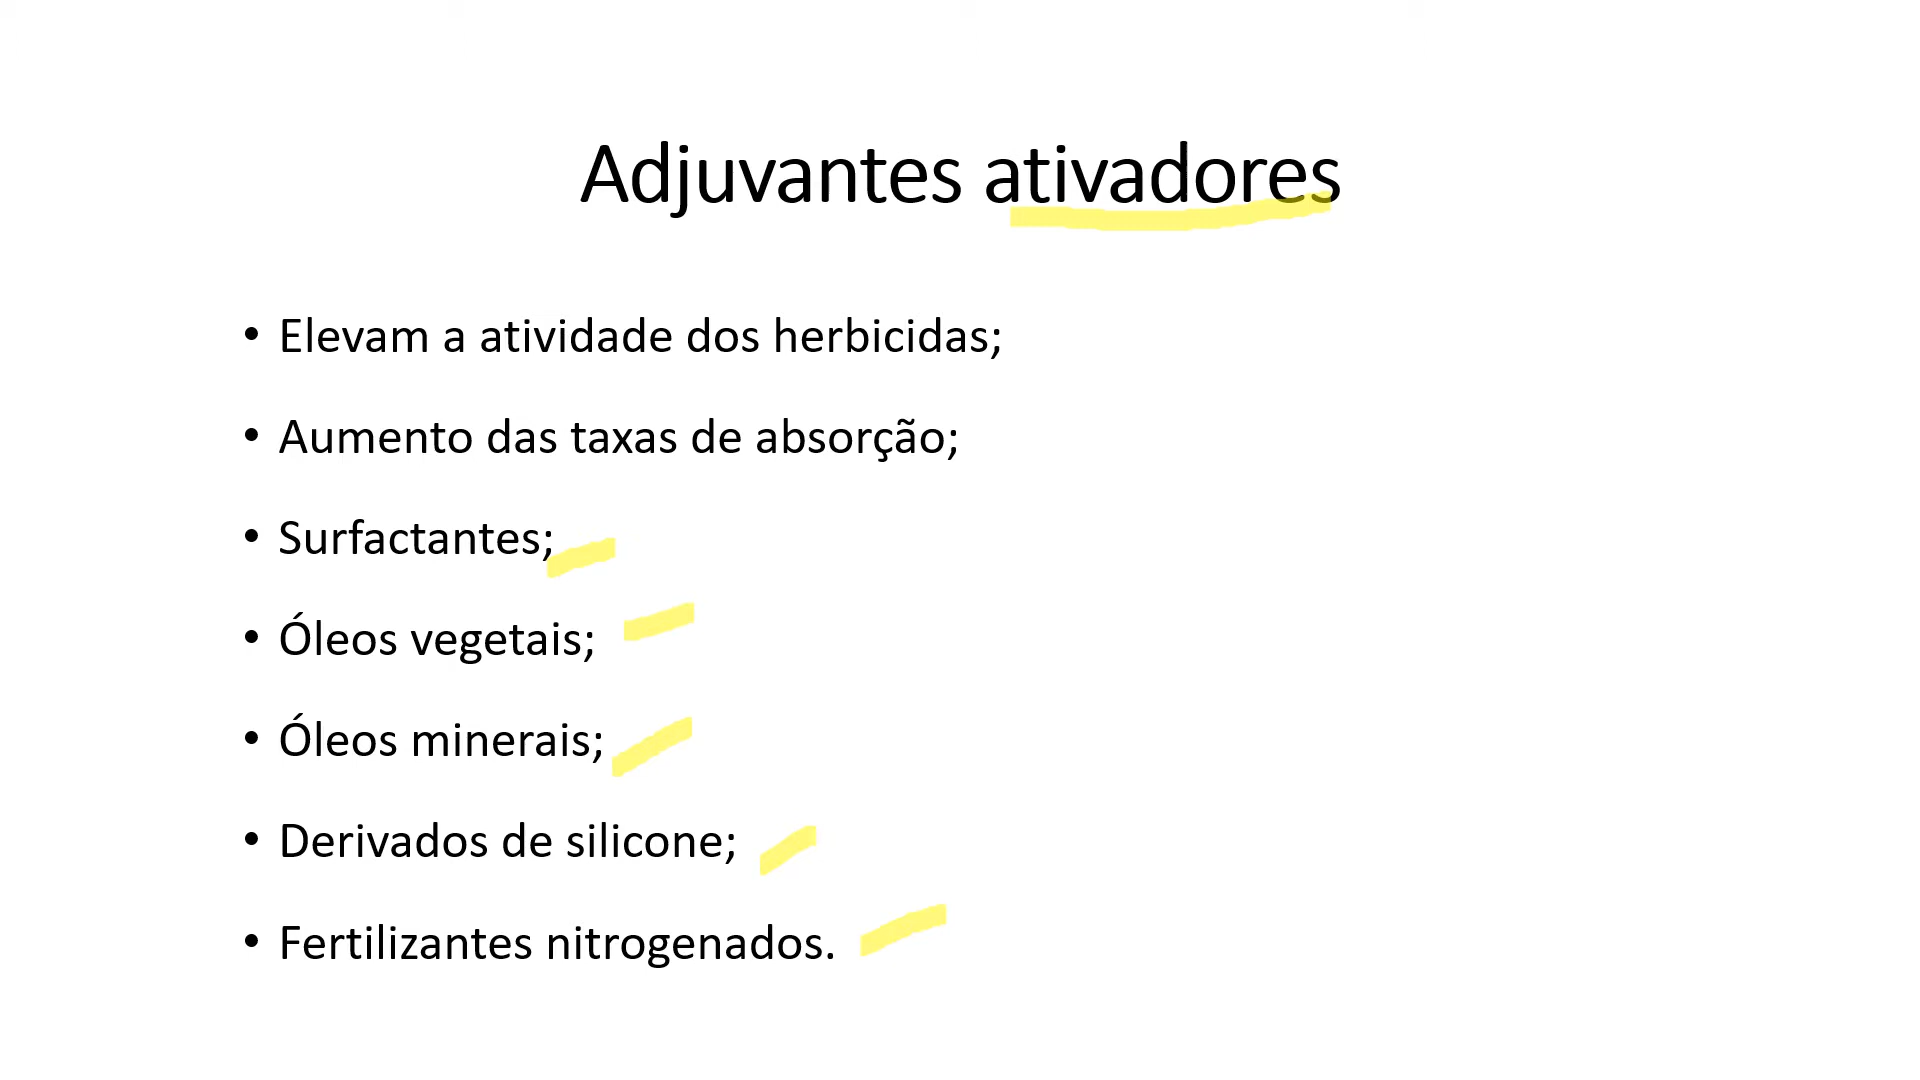 Adjuvantes ativadores
• Elevam a atividade dos herbicidas;
• Aumento das taxas de absorção;
• Surfactantes;
• Óleos vegetais;
• Óleos minerais;
• Derivados de silicone;
• Fertilizantes nitrogenados.